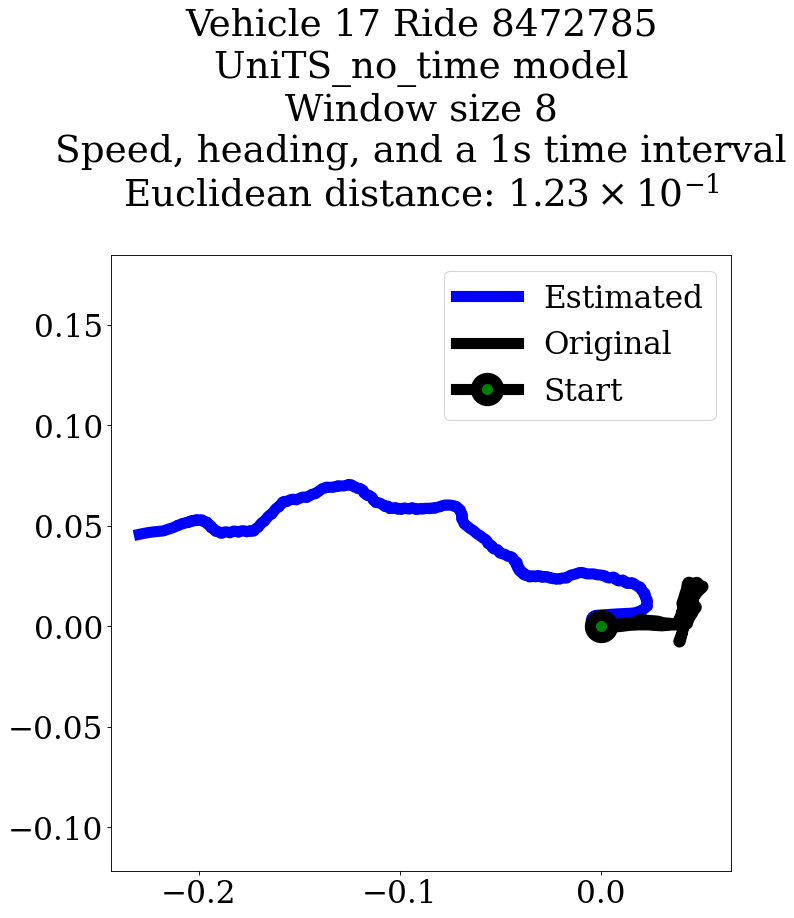 Vehicle 17 Ride 8472785
UniTS_no_time model
Window size 8
Speed, heading, and a 1s time interval
Euclidean distance: 1.23 × 10⁻¹
Estimated
Original
Start
0.15
0.10
0.05
0.00
−0.05
−0.10
−0.2
−0.1
0.0